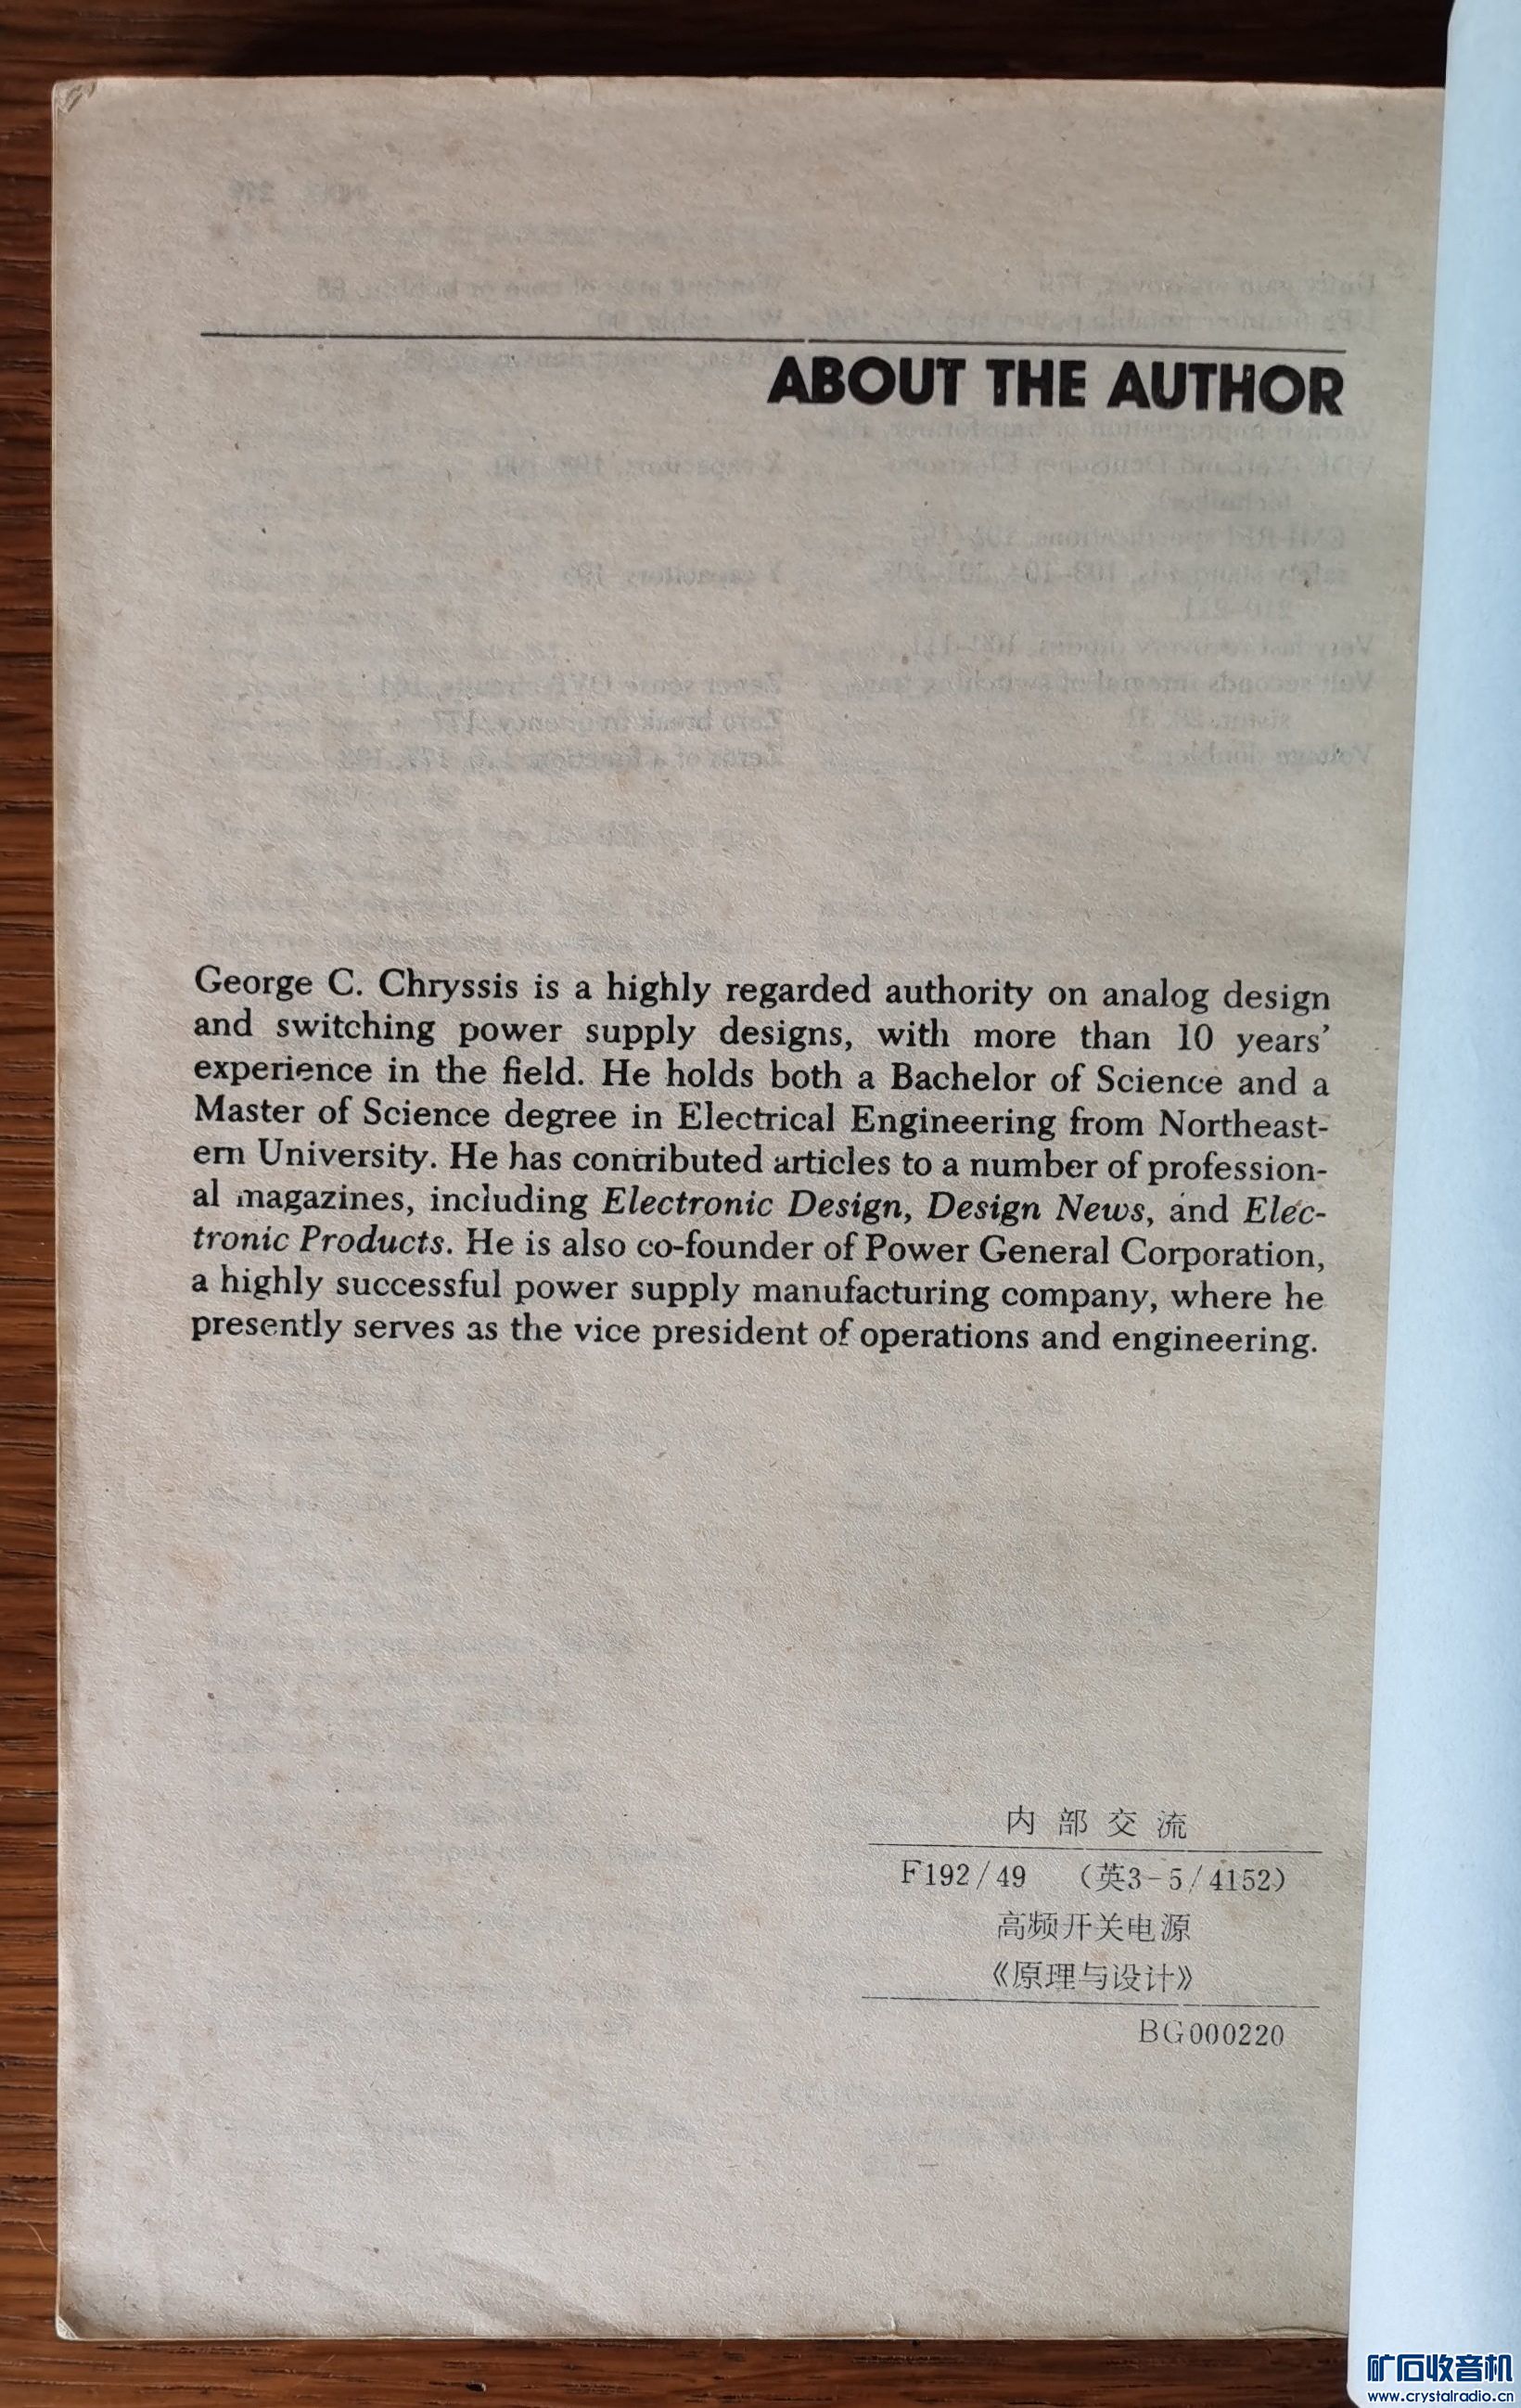 ABOUT THE AUTHOR
George C. Chryssis is a highly regarded authority on analog design
and switching power supply designs, with more than 10 years’
experience in the field. He holds both a Bachelor of Science and a
Master of Science degree in Electrical Engineering from Northeast-
ern University. He has contributed articles to a number of profession-
al magazines, including Electronic Design, Design News, and Elec-
tronic Products. He is also co-founder of Power General Corporation,
a highly successful power supply manufacturing company, where he
presently serves as the vice president of operations and engineering.
内部交流
F192/49 （英3-5/4152）
高频开关电源
《原理与设计》
BG000220
矿石收音机
www.crystalradio.cn